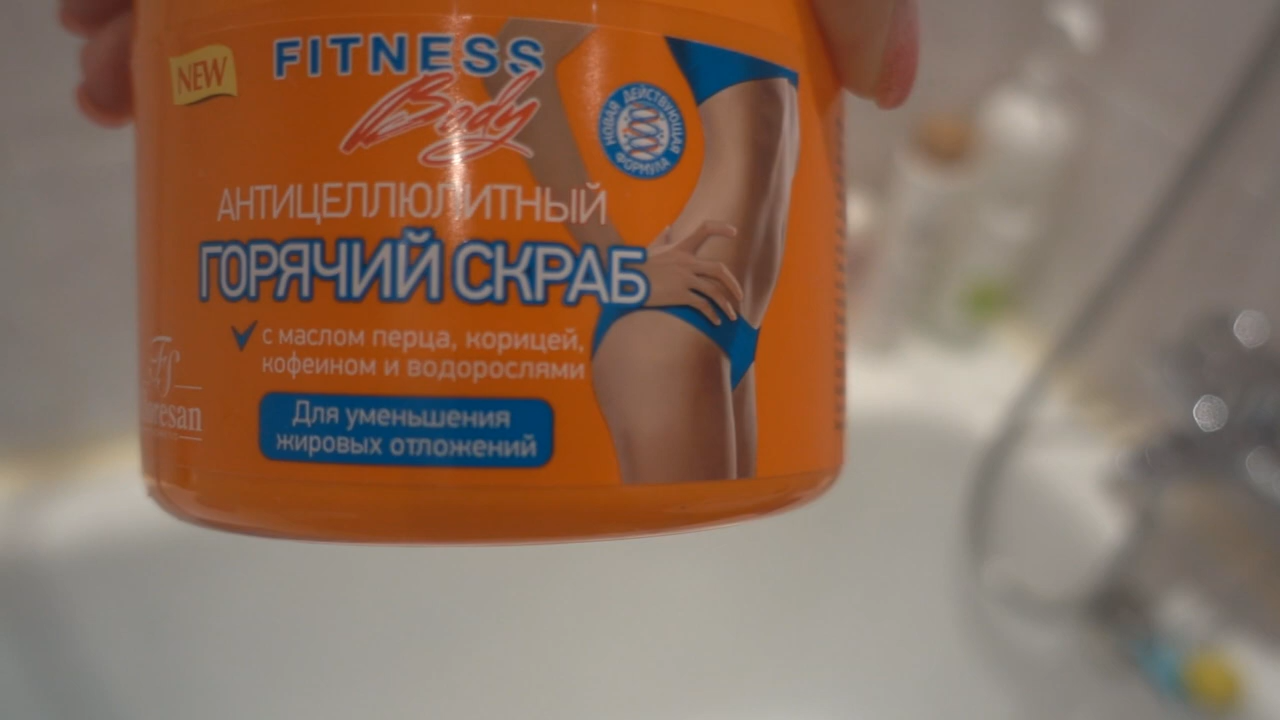 NEW
FITNESS
Body
НОВАЯ ДЕЙСТВУЮЩАЯ ФОРМУЛА
АНТИЦЕЛЛЮЛИТНЫЙ
ГОРЯЧИЙ СКРАБ
с маслом перца, корицей,
кофеином и водорослями
Для уменьшения
жировых отложений